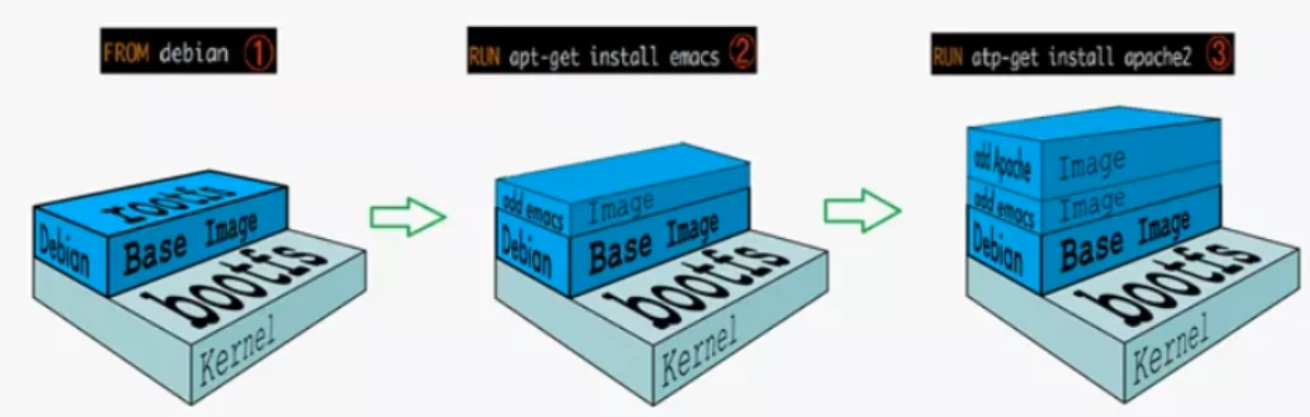 FROM debian ①
RUN apt-get install emacs ②
RUN atp-get install apache2 ③
rootfs
Debian
Base Image
bootfs
Kernel
add emacs
Image
Debian
Base Image
bootfs
Kernel
add Apache
Image
add emacs
Image
Debian
Base Image
bootfs
Kernel